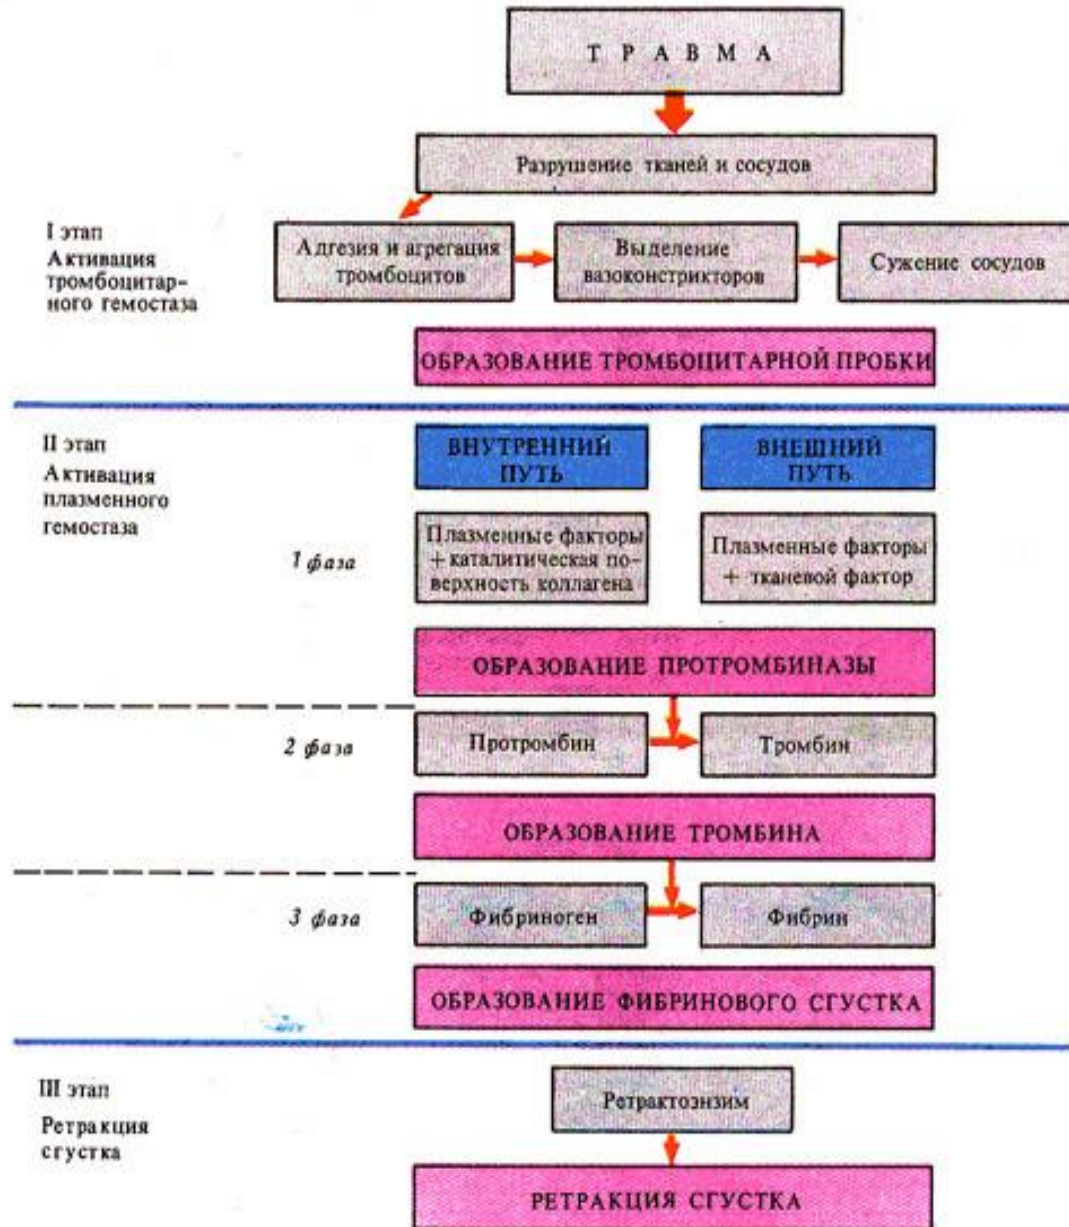 ТРАВМА
Разрушение тканей и сосудов
I этап
Активация
тромбоцитар-
ного гемостаза
Адгезия и агрегация
тромбоцитов
Выделение
вазоконстрикторов
Сужение сосудов
ОБРАЗОВАНИЕ ТРОМБОЦИТАРНОЙ ПРОБКИ
II этап
Активация
плазменного
гемостаза
ВНУТРЕННИЙ
ПУТЬ
ВНЕШНИЙ
ПУТЬ
1 фаза
Плазменные факторы
+ каталитическая по-
верхность коллагена
Плазменные факторы
+ тканевой фактор
ОБРАЗОВАНИЕ ПРОТРОМБИНАЗЫ
2 фаза
Протромбин
Тромбин
ОБРАЗОВАНИЕ ТРОМБИНА
3 фаза
Фибриноген
Фибрин
ОБРАЗОВАНИЕ ФИБРИНОВОГО СГУСТКА
III этап
Ретракция
сгустка
Ретрактоэнзим
РЕТРАКЦИЯ СГУСТКА